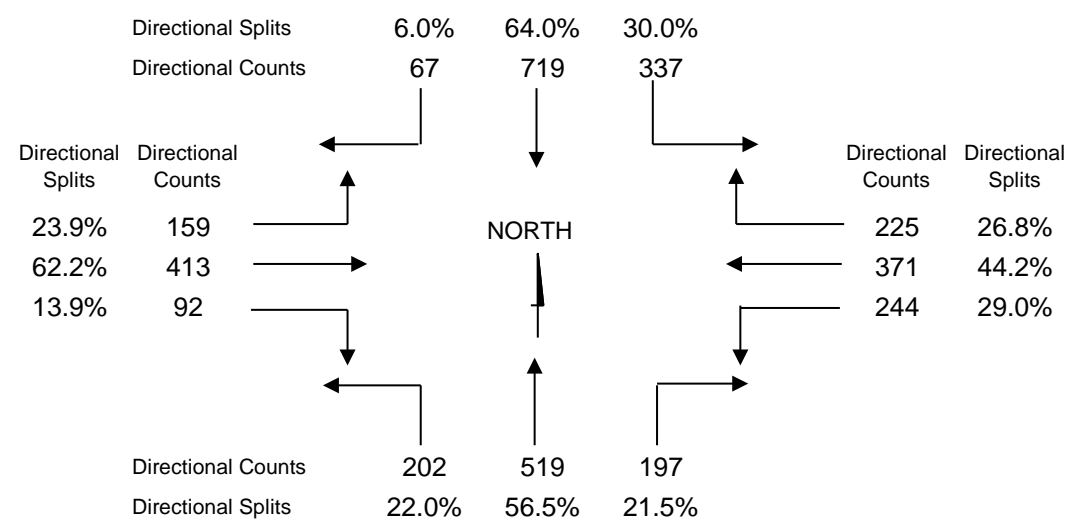 Directional Splits 6.0% 64.0% 30.0%
Directional Counts 67 719 337
Directional Directional
Splits Counts
23.9% 159
62.2% 413
13.9% 92
NORTH
Directional Directional
Counts Splits
225 26.8%
371 44.2%
244 29.0%
Directional Counts 202 519 197
Directional Splits 22.0% 56.5% 21.5%